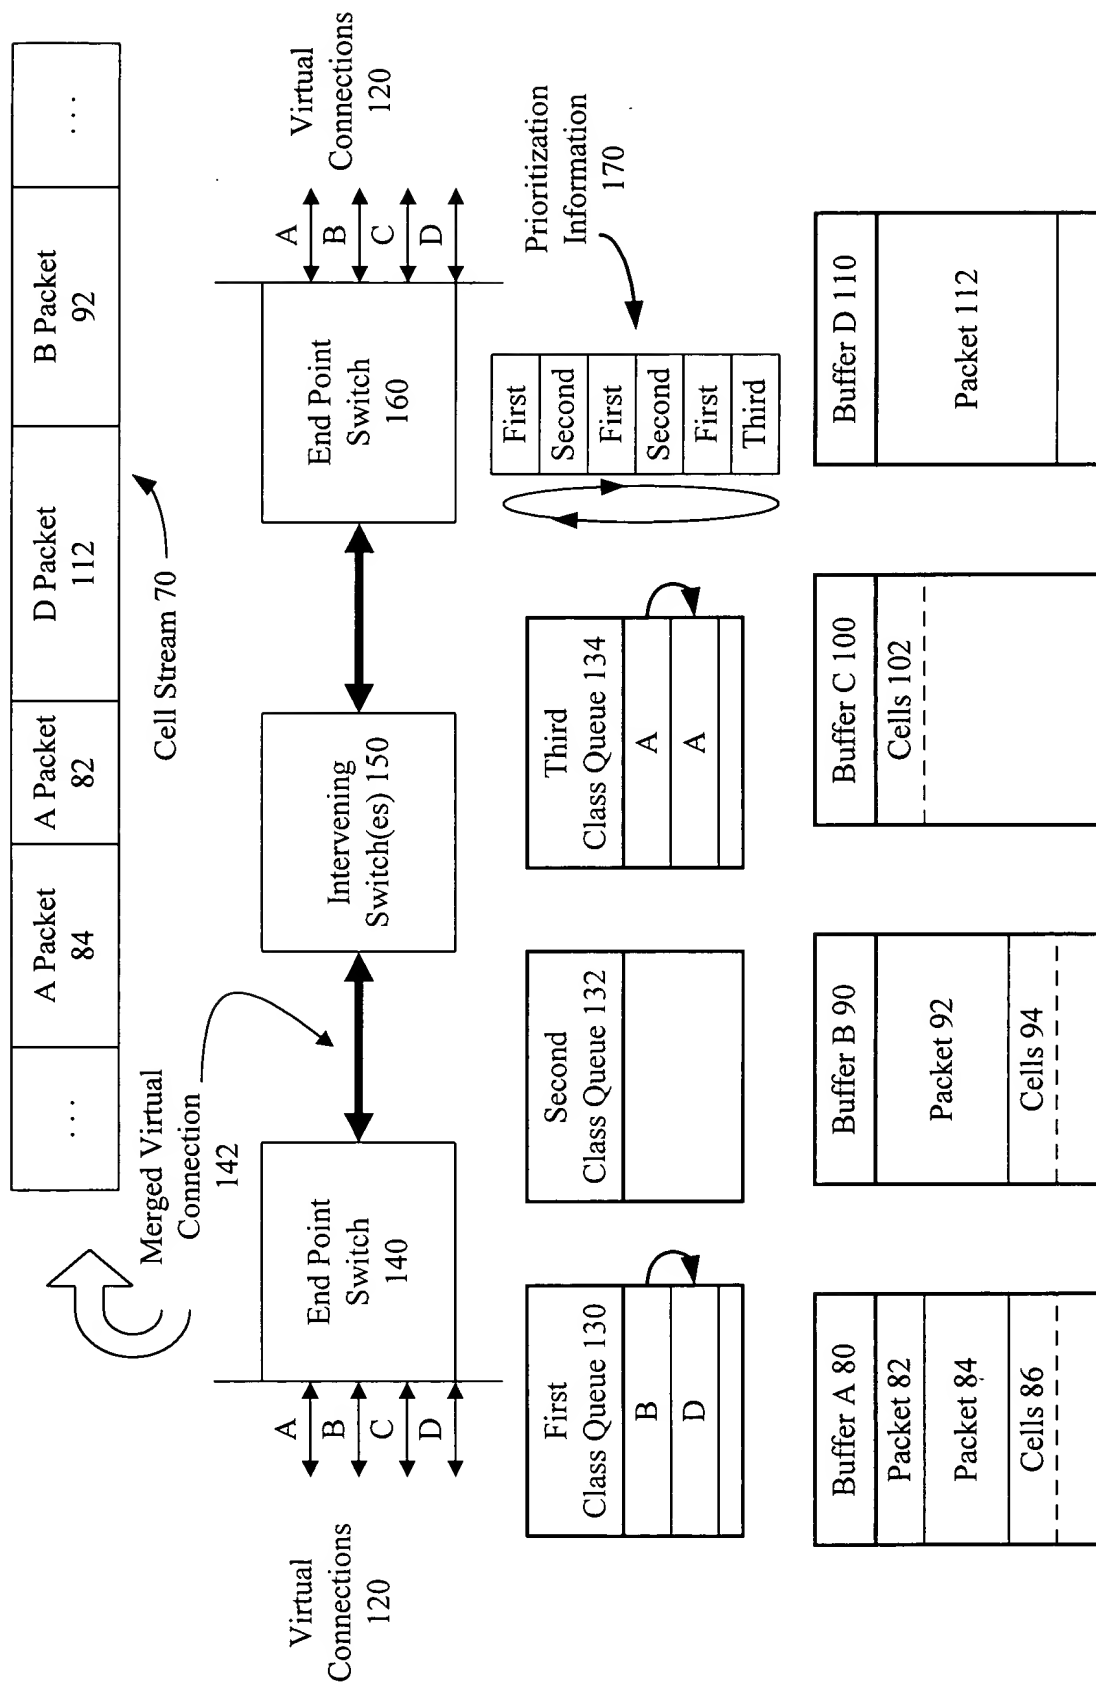 . . .
A Packet
84
A Packet
82
D Packet
112
B Packet
92
. . .
Cell Stream 70
Merged Virtual
Connection
142
Virtual
Connections
120
A
B
C
D
End Point
Switch
140
Intervening
Switch(es) 150
End Point
Switch
160
A
B
C
D
Virtual
Connections
120
First
Class Queue 130
B
D
Second
Class Queue 132
Third
Class Queue 134
A
A
First
Second
First
Second
First
Third
Prioritization
Information
170
Buffer A 80
Packet 82
Packet 84
Cells 86
Buffer B 90
Packet 92
Cells 94
Buffer C 100
Cells 102
Buffer D 110
Packet 112